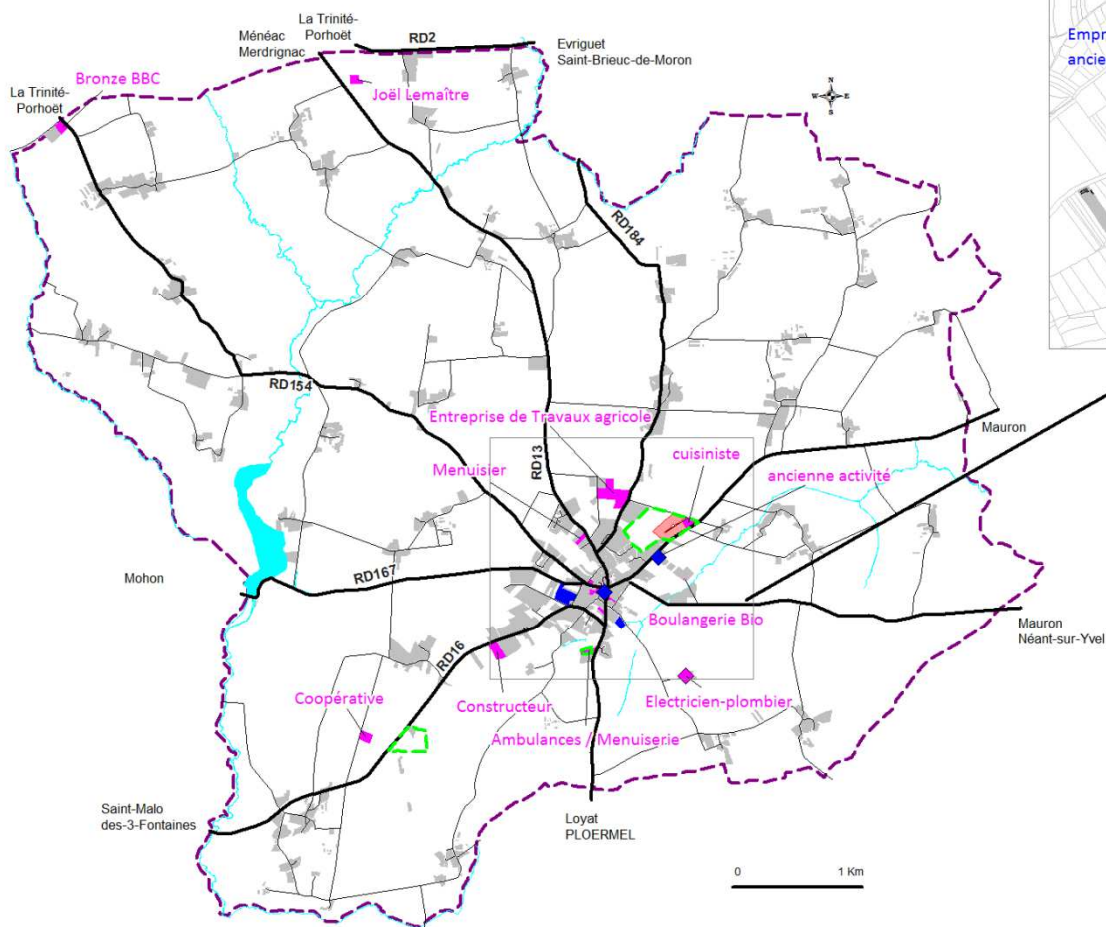 La Trinité-
Porhoët
RD2
Ménéac
Merdrignac
Evriguet
Saint-Brieuc-de-Moron
Bronze BBC
La Trinité-
Porhoët
Joël Lemaître
N
W E
S
Empr
ancie
RD184
RD154
Entreprise de Travaux agricole
RD13
cuisiniste
Mauron
Menuisier
ancienne activité
Mohon
RD167
Boulangerie Bio
Mauron
Néant-sur-Yvel
RD16
Coopérative
Constructeur
Electricien-plombier
Ambulances / Menuiserie
Saint-Malo
des-3-Fontaines
Loyat
PLOERMEL
0 1 Km